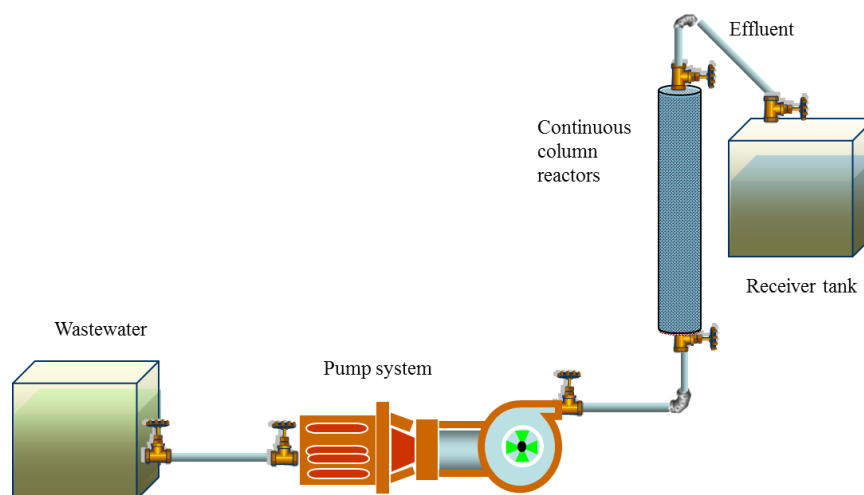 Effluent
Continuous
column
reactors
Receiver tank
Wastewater
Pump system